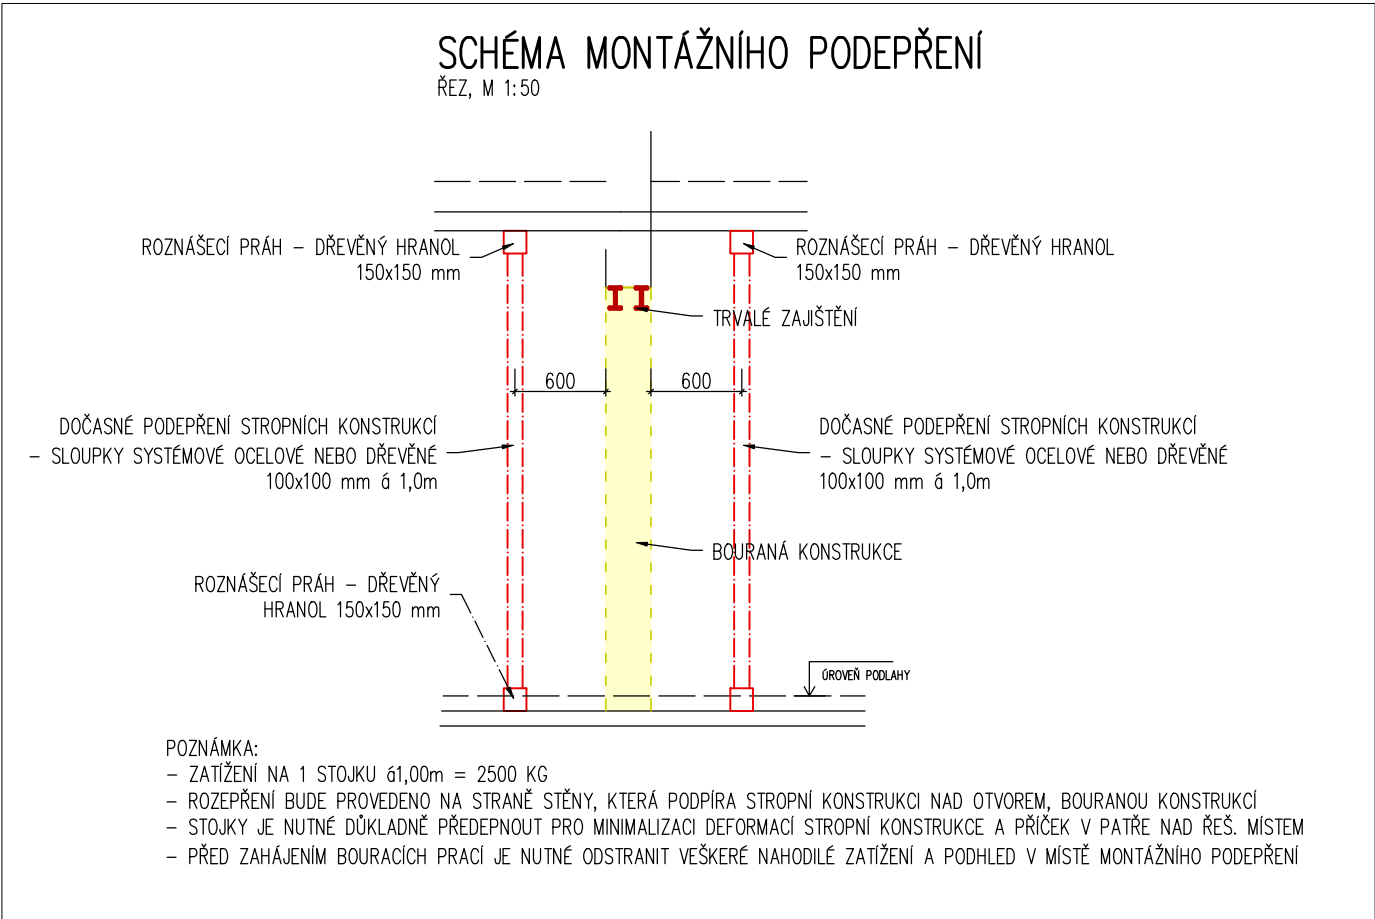 SCHÉMA MONTÁŽNÍHO PODEPŘENÍ
ŘEZ, M 1:50
ROZNÁŠECÍ PRÁH – DŘEVĚNÝ HRANOL
150x150 mm
ROZNÁŠECÍ PRÁH – DŘEVĚNÝ HRANOL
150x150 mm
TRVALÉ ZAJIŠTĚNÍ
600
600
DOČASNÉ PODEPŘENÍ STROPNÍCH KONSTRUKCÍ
– SLOUPKY SYSTÉMOVÉ OCELOVÉ NEBO DŘEVĚNÉ
100x100 mm á 1,0m
DOČASNÉ PODEPŘENÍ STROPNÍCH KONSTRUKCÍ
– SLOUPKY SYSTÉMOVÉ OCELOVÉ NEBO DŘEVĚNÉ
100x100 mm á 1,0m
BOURANÁ KONSTRUKCE
ROZNÁŠECÍ PRÁH – DŘEVĚNÝ
HRANOL 150x150 mm
ÚROVEŇ PODLAHY
POZNÁMKA:
– ZATÍŽENÍ NA 1 STOJKU á1,00m = 2500 KG
– ROZEPŘENÍ BUDE PROVEDENO NA STRANĚ STĚNY, KTERÁ PODPÍRA STROPNÍ KONSTRUKCI NAD OTVOREM, BOURANOU KONSTRUKCÍ
– STOJKY JE NUTNÉ DŮKLADNĚ PŘEDEPNOUT PRO MINIMALIZACI DEFORMACÍ STROPNÍ KONSTRUKCE A PŘÍČEK V PATŘE NAD ŘEŠ. MÍSTEM
– PŘED ZAHÁJENÍM BOURACÍCH PRACÍ JE NUTNÉ ODSTRANIT VEŠKERÉ NAHODILÉ ZATÍŽENÍ A PODHLED V MÍSTĚ MONTÁŽNÍHO PODEPŘENÍ